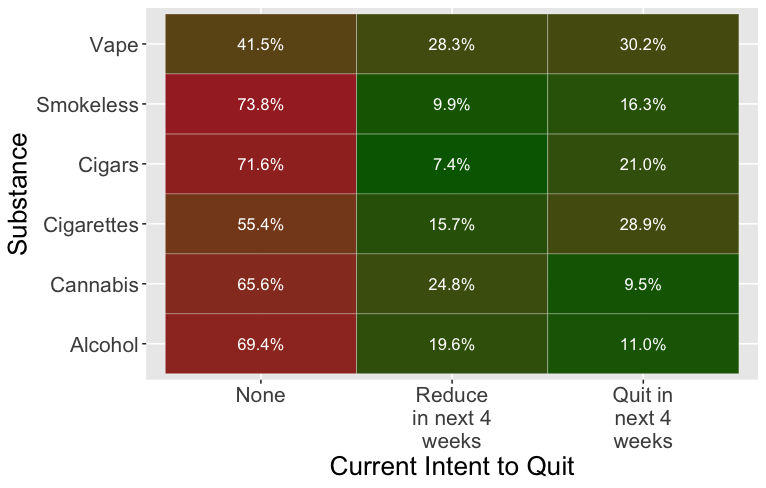 Substance
Vape 41.5% 28.3% 30.2%
Smokeless 73.8% 9.9% 16.3%
Cigars 71.6% 7.4% 21.0%
Cigarettes 55.4% 15.7% 28.9%
Cannabis 65.6% 24.8% 9.5%
Alcohol 69.4% 19.6% 11.0%
None Reduce Quit in
in next 4 next 4
weeks weeks
Current Intent to Quit